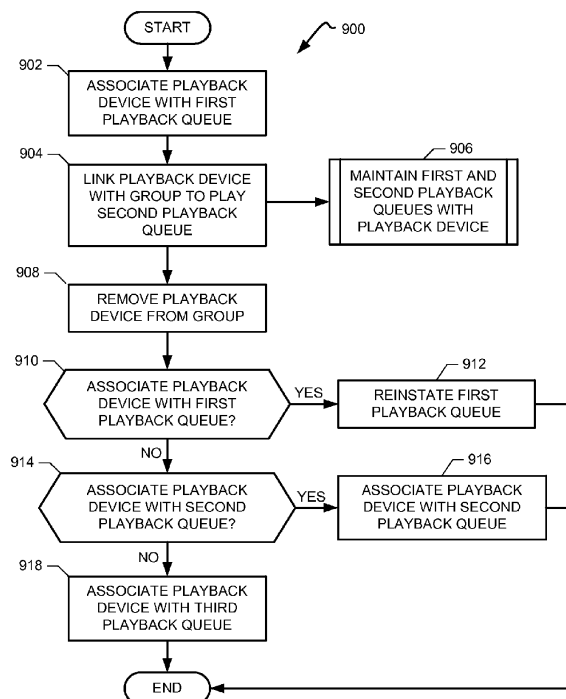 START
900
902
ASSOCIATE PLAYBACK
DEVICE WITH FIRST
PLAYBACK QUEUE
904
LINK PLAYBACK DEVICE
WITH GROUP TO PLAY
SECOND PLAYBACK
QUEUE
906
MAINTAIN FIRST AND
SECOND PLAYBACK
QUEUES WITH
PLAYBACK DEVICE
908
REMOVE PLAYBACK
DEVICE FROM GROUP
910
ASSOCIATE PLAYBACK
DEVICE WITH FIRST
PLAYBACK QUEUE?
YES
912
REINSTATE FIRST
PLAYBACK QUEUE
NO
914
ASSOCIATE PLAYBACK
DEVICE WITH SECOND
PLAYBACK QUEUE?
YES
916
ASSOCIATE PLAYBACK
DEVICE WITH SECOND
PLAYBACK QUEUE
NO
918
ASSOCIATE PLAYBACK
DEVICE WITH THIRD
PLAYBACK QUEUE
END